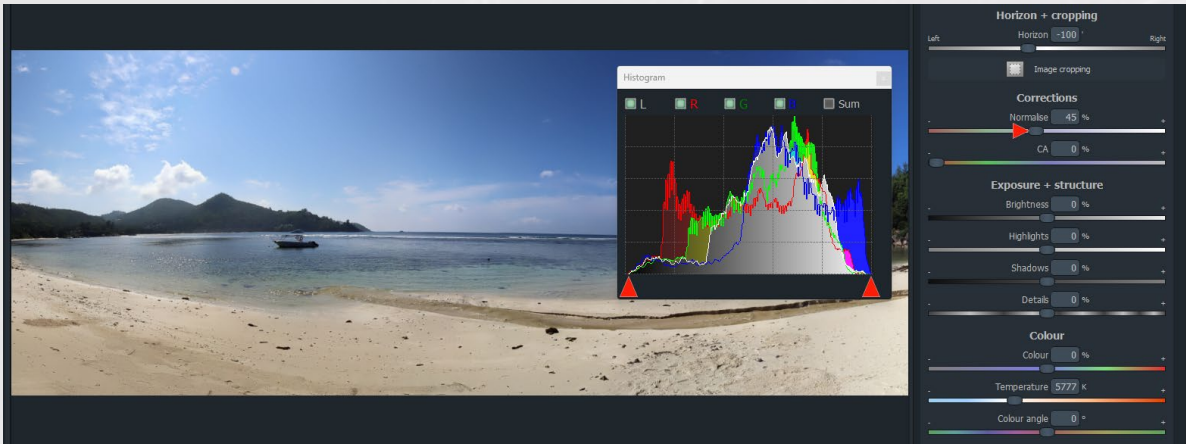 Horizon + cropping
Left Horizon -100 ' Right
Image cropping
Corrections
Normalise 45 %
- +
CA 0 %
- +
Exposure + structure
Brightness 0 %
- +
Highlights 0 %
- +
Shadows 0 %
- +
Details 0 %
- +
Colour
Colour 0 %
- +
Temperature 5777 K
- +
Colour angle 0 °
- +
Histogram
L R G B Sum